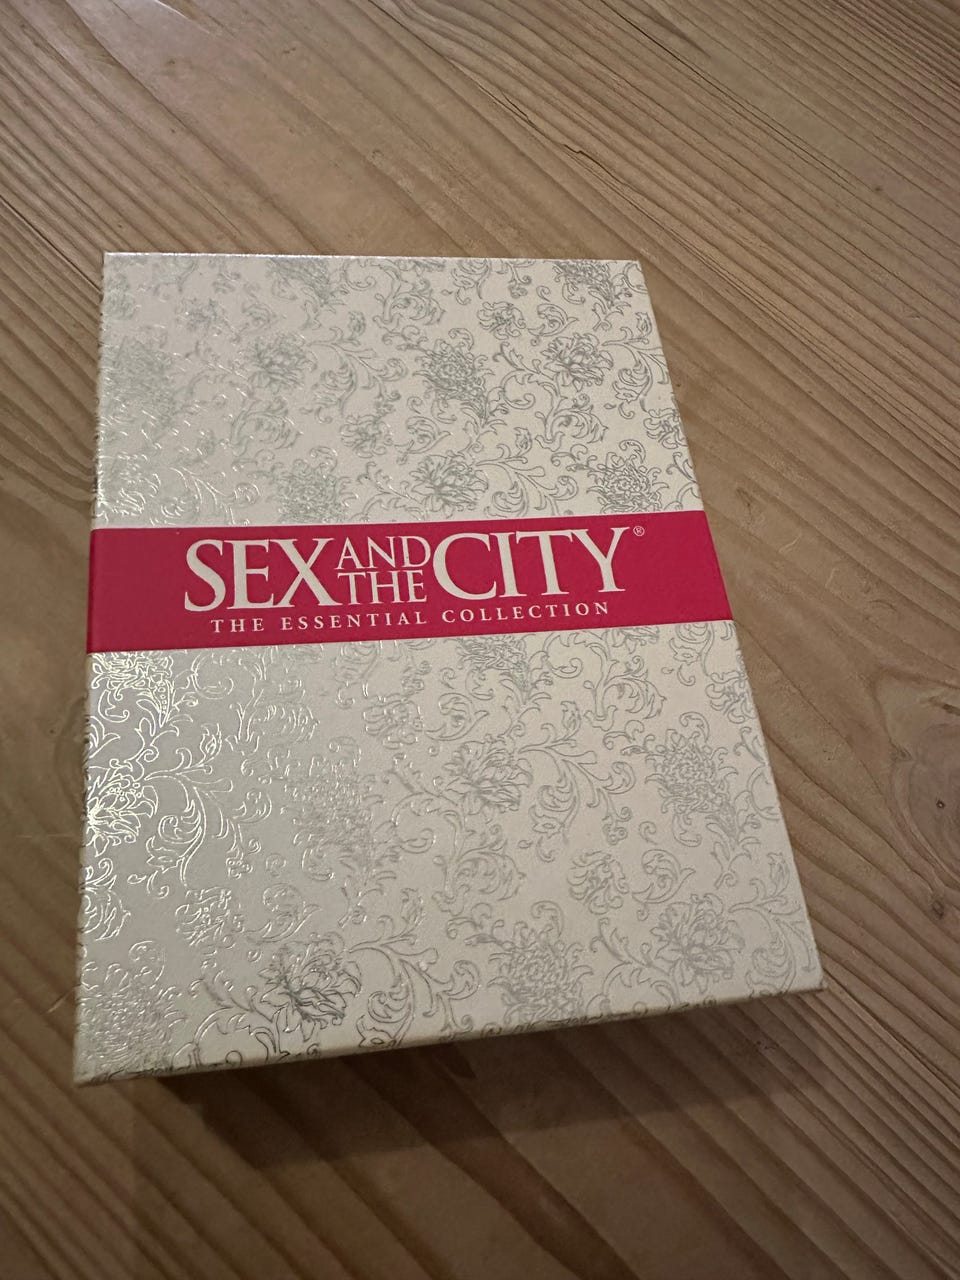 SEX AND THE CITY®
THE ESSENTIAL COLLECTION